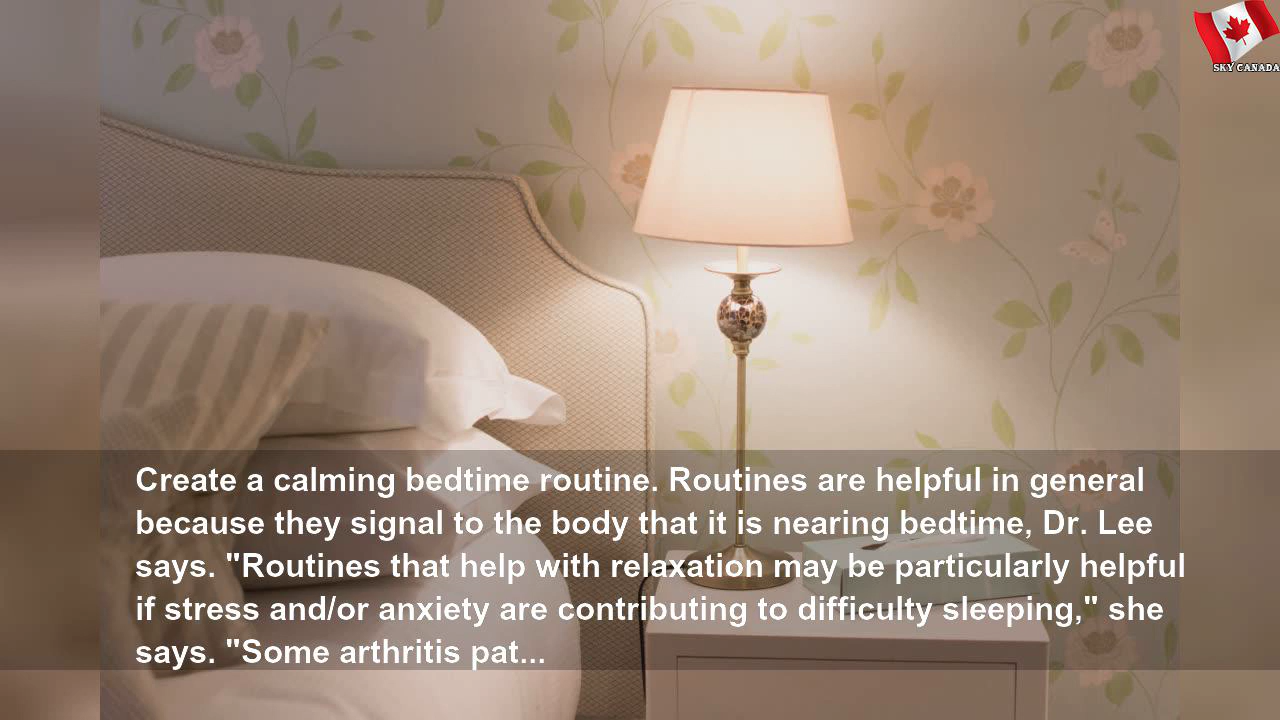 SKY CANADA
Create a calming bedtime routine. Routines are helpful in general
because they signal to the body that it is nearing bedtime, Dr. Lee
says. "Routines that help with relaxation may be particularly helpful
if stress and/or anxiety are contributing to difficulty sleeping," she
says. "Some arthritis pat...